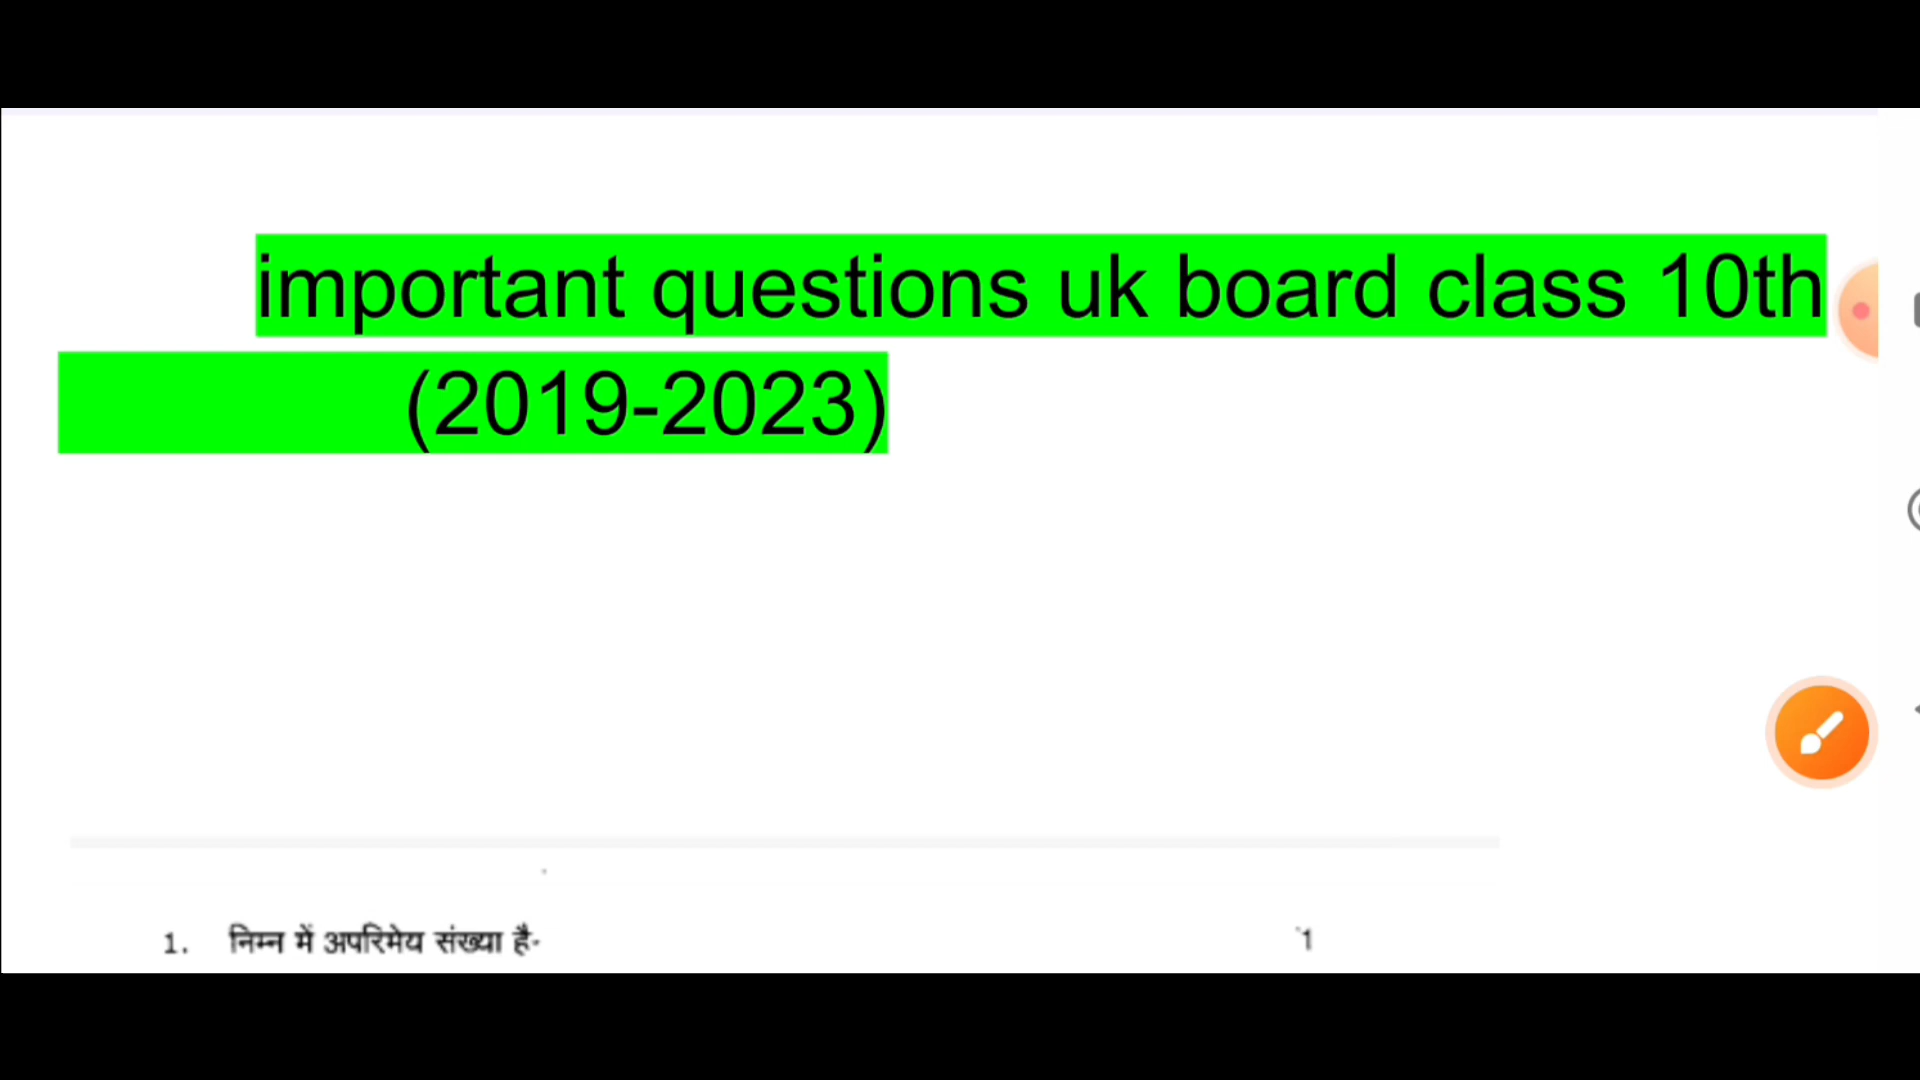 important questions uk board class 10th
(2019-2023)
1. निम्न में अपरिमेय संख्या है- 1